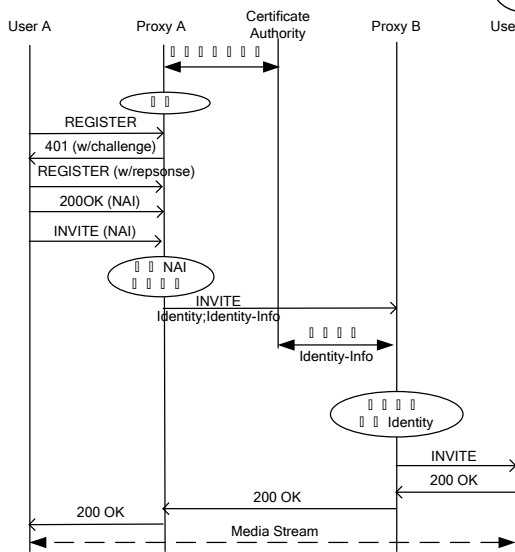 User A
Proxy A
Certificate
Authority
Proxy B
Use
REGISTER
401 (w/challenge)
REGISTER (w/repsonse)
200OK (NAI)
INVITE (NAI)
NAI
INVITE
Identity;Identity-Info
Identity-Info
Identity
INVITE
200 OK
200 OK
200 OK
Media Stream